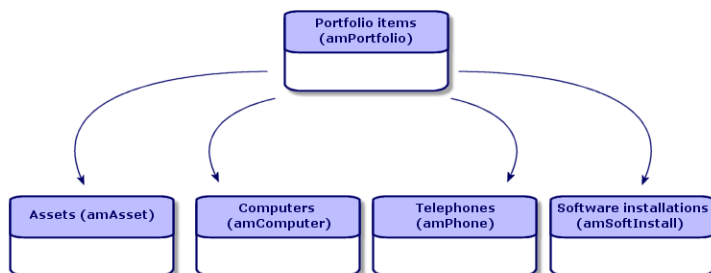 Portfolio items
(amPortfolio)
Assets (amAsset)
Computers
(amComputer)
Telephones
(amPhone)
Software installations
(amSoftInstall)